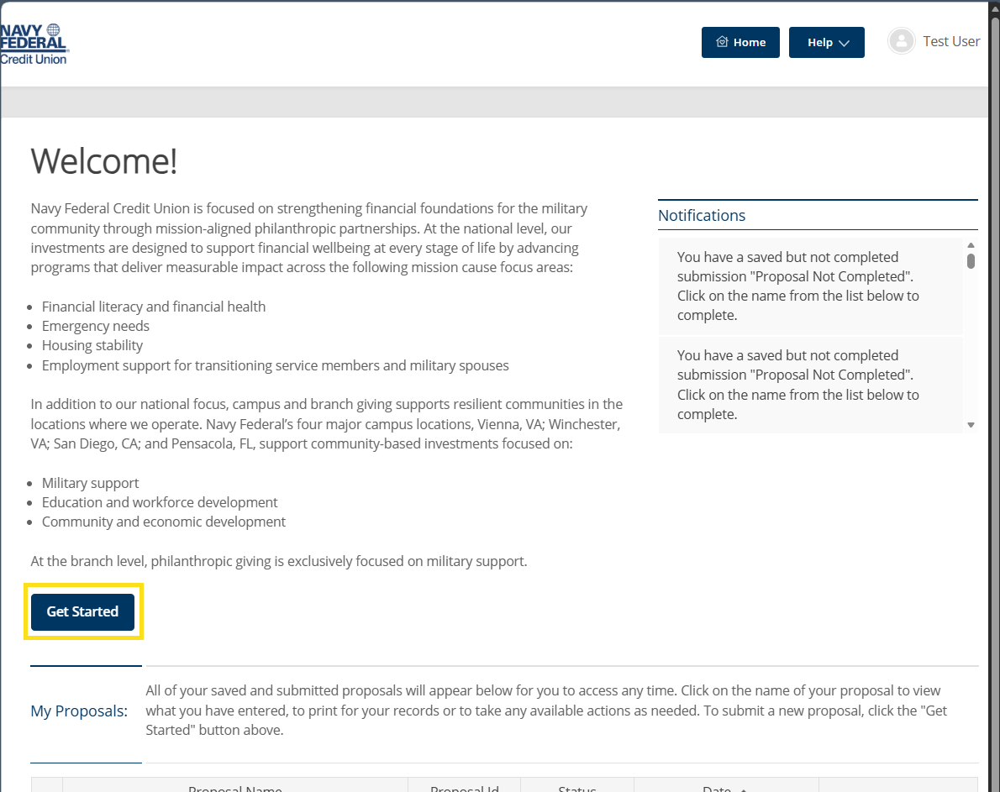 NAVY
FEDERAL
Credit Union
Home
Help
Test User
Welcome!
Navy Federal Credit Union is focused on strengthening financial foundations for the military
community through mission-aligned philanthropic partnerships. At the national level, our
investments are designed to support financial wellbeing at every stage of life by advancing
programs that deliver measurable impact across the following mission cause focus areas:
Financial literacy and financial health
Emergency needs
Housing stability
Employment support for transitioning service members and military spouses
In addition to our national focus, campus and branch giving supports resilient communities in the
locations where we operate. Navy Federal’s four major campus locations, Vienna, VA; Winchester,
VA; San Diego, CA; and Pensacola, FL, support community-based investments focused on:
Military support
Education and workforce development
Community and economic development
At the branch level, philanthropic giving is exclusively focused on military support.
Get Started
Notifications
You have a saved but not completed
submission "Proposal Not Completed".
Click on the name from the list below to
complete.
You have a saved but not completed
submission "Proposal Not Completed".
Click on the name from the list below to
complete.
My Proposals:
All of your saved and submitted proposals will appear below for you to access any time. Click on the name of your proposal to view
what you have entered, to print for your records or to take any available actions as needed. To submit a new proposal, click the "Get
Started" button above.
Proposal Name
Proposal Id
Status
Date